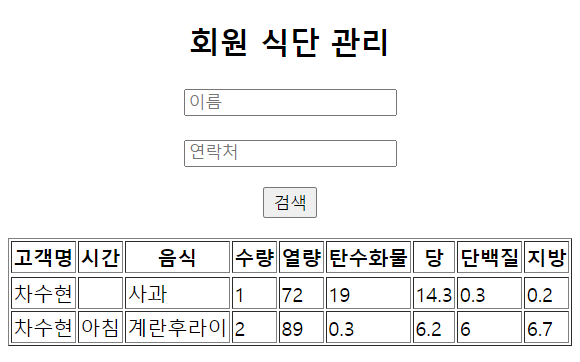 회원 식단 관리
이름
연락처
검색
고객명 시간 음식 수량 열량 탄수화물 당 단백질 지방
차수현 사과 1 72 19 14.3 0.3 0.2
차수현 아침 계란후라이 2 89 0.3 6.2 6 6.7